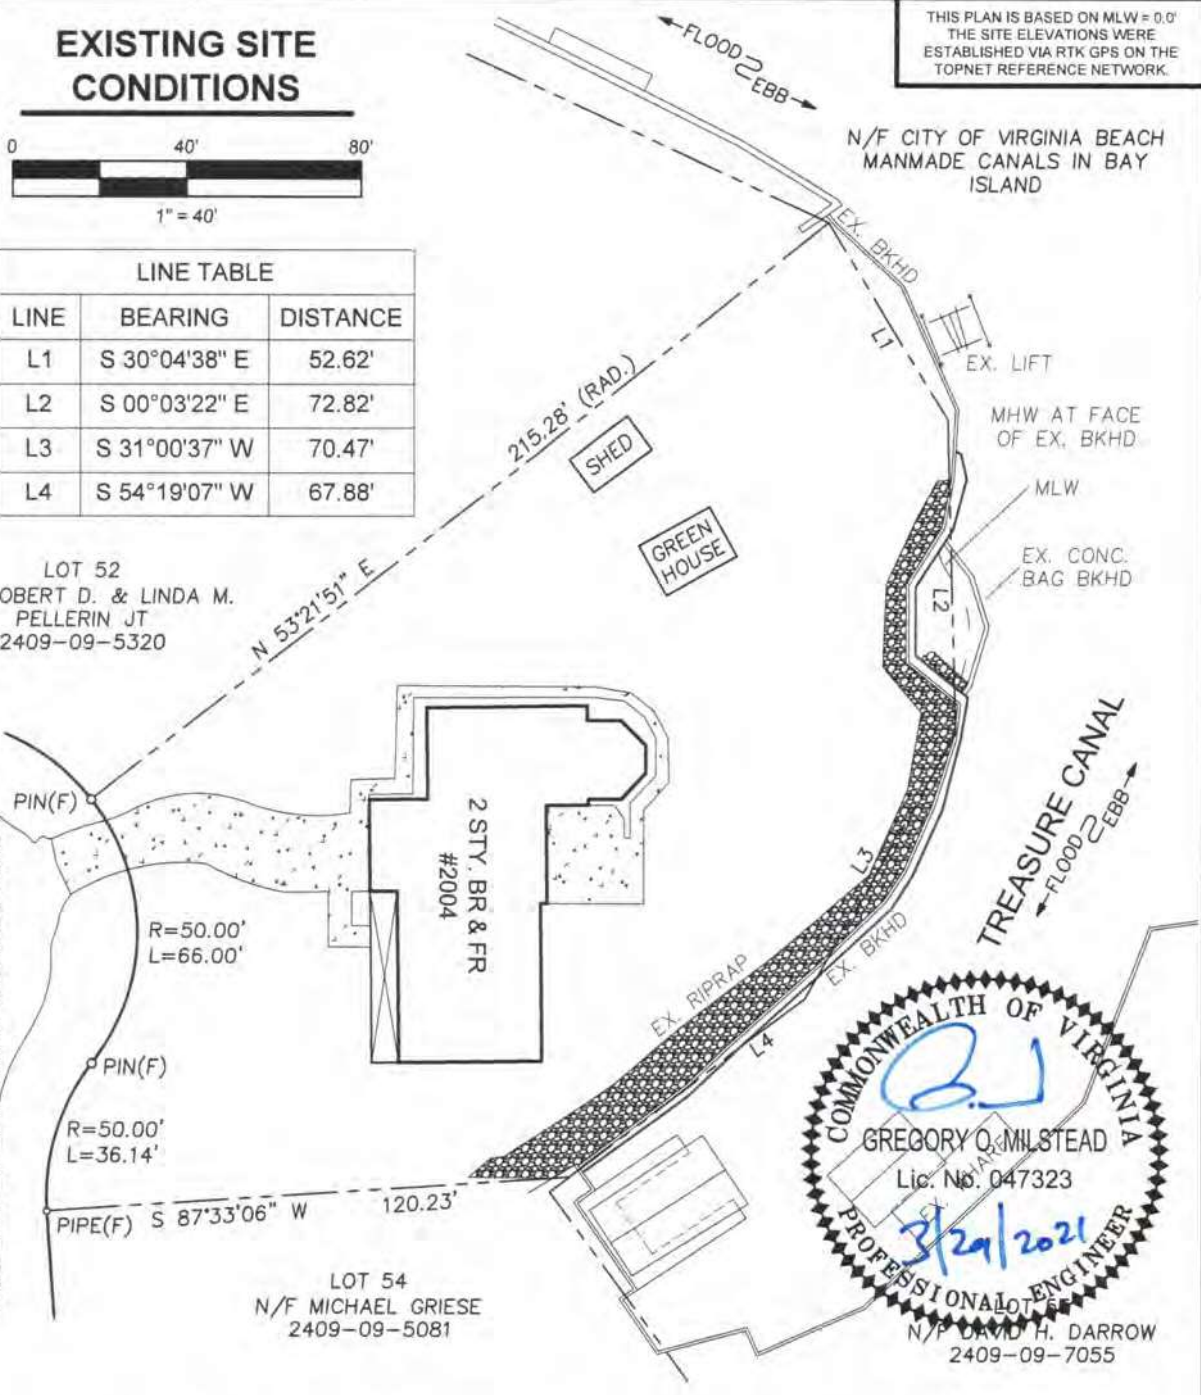 EXISTING SITE
CONDITIONS
0 40' 80'
1" = 40'
THIS PLAN IS BASED ON MLW = 0.0'
THE SITE ELEVATIONS WERE
ESTABLISHED VIA RTK GPS ON THE
TOPNET REFERENCE NETWORK.
FLOOD EBB
N/F CITY OF VIRGINIA BEACH
MANMADE CANALS IN BAY
ISLAND
LINE TABLE
LINE BEARING DISTANCE
L1 S 30°04'38" E 52.62'
L2 S 00°03'22" E 72.82'
L3 S 31°00'37" W 70.47'
L4 S 54°19'07" W 67.88'
EX. BKHD
L1
EX. LIFT
MHW AT FACE
OF EX. BKHD
MLW
EX. CONC.
BAG BKHD
L2
215.28' (RAD.)
N 53°21'51" E
SHED
GREEN
HOUSE
LOT 52
OBERT D. & LINDA M.
PELLERIN JT
2409-09-5320
PIN(F)
2 STY. BR & FR
#2004
R=50.00'
L=66.00'
PIN(F)
R=50.00'
L=36.14'
PIPE(F) S 87°33'06" W 120.23'
L3
EX. BKHD
EX. RIPRAP
L4
TREASURE CANAL
FLOOD EBB
LOT 54
N/F MICHAEL GRIESE
2409-09-5081
COMMONWEALTH OF VIRGINIA
GREGORY O. MILSTEAD
Lic. No. 047323
EX. WHARF
3/29/2021
PROFESSIONAL ENGINEER
LOT
N/F DAVID H. DARROW
2409-09-7055